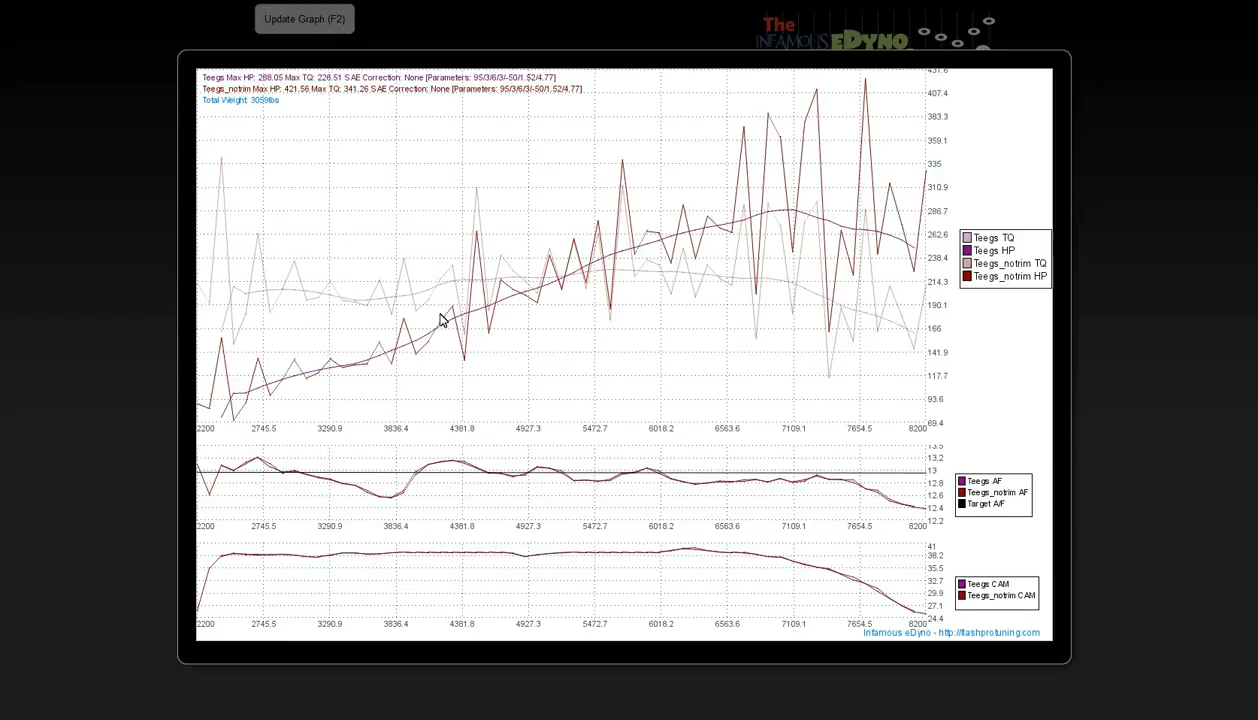 Update Graph (F2)
The
INFAMOUS eDYNO
Teegs Max HP: 288.05 Max TQ: 226.51 SAE Correction: None [Parameters: 95/3/6/3/-50/1.52/4.77]
Teegs_notrim Max HP: 421.56 Max TQ: 341.26 SAE Correction: None [Parameters: 95/3/6/3/-50/1.52/4.77]
Total Weight: 3059lbs
431.6
407.4
383.3
359.1
335
310.9
286.7
262.6
238.4
214.3
190.1
166
141.9
117.7
93.6
69.4
Teegs TQ
Teegs HP
Teegs_notrim TQ
Teegs_notrim HP
2200 2745.5 3290.9 3836.4 4381.8 4927.3 5472.7 6018.2 6563.6 7109.1 7654.5 8200
13.5
13.2
13
12.8
12.6
12.4
12.2
Teegs AF
Teegs_notrim AF
Target A/F
2200 2745.5 3290.9 3836.4 4381.8 4927.3 5472.7 6018.2 6563.6 7109.1 7654.5 8200
41
38.2
35.5
32.7
29.9
27.1
24.4
Teegs CAM
Teegs_notrim CAM
2200 2745.5 3290.9 3836.4 4381.8 4927.3 5472.7 6018.2 6563.6 7109.1 7654.5 8200
Infamous eDyno - http://flashprotuning.com